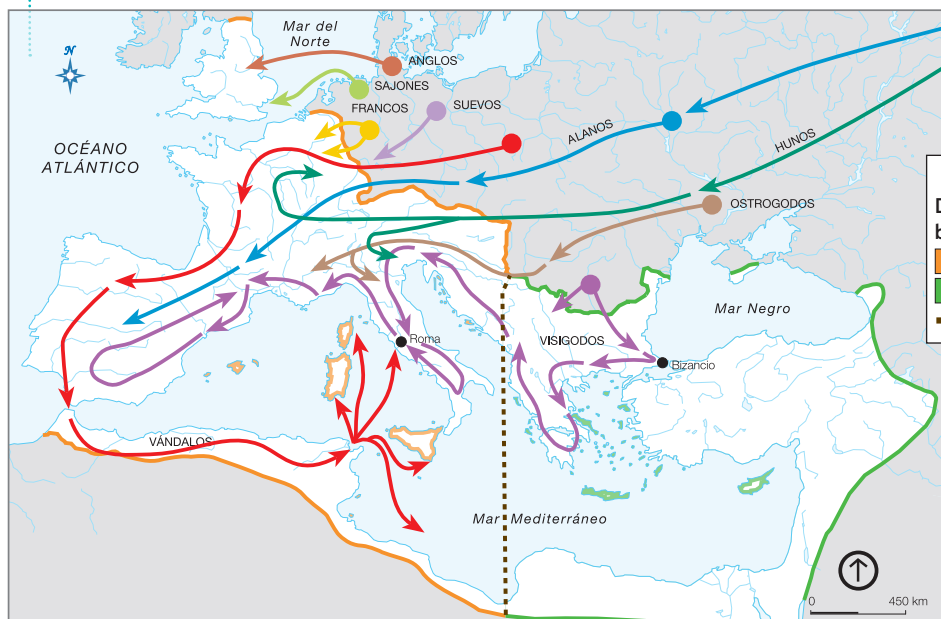 Mar del
Norte
N
ANGLOS
SAJONES
FRANCOS
SUEVOS
ALANOS
HUNOS
OCÉANO
ATLÁNTICO
OSTROGODOS
D
b
Mar Negro
Roma
VISIGODOS
Bizancio
VÁNDALOS
Mar Mediterráneo
0 450 km